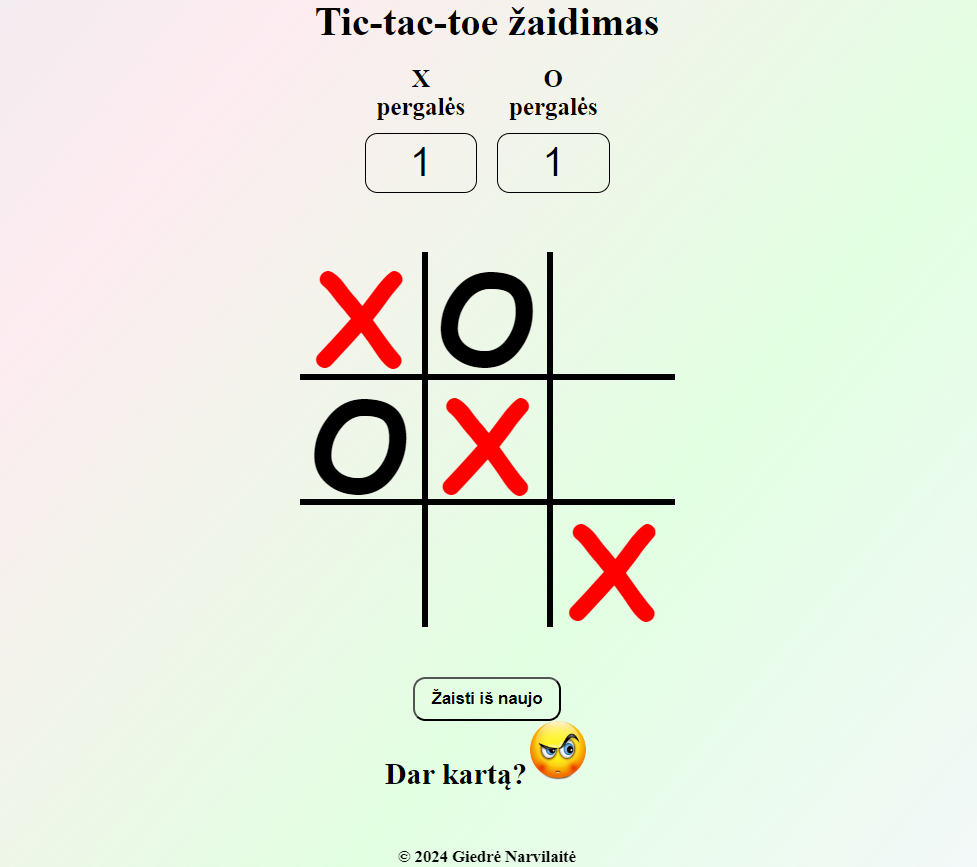 Tic-tac-toe žaidimas
X O
pergalės pergalės
1 1
X O
O X
X
Žaisti iš naujo
Dar kartą?
© 2024 Giedrė Narvilaitė